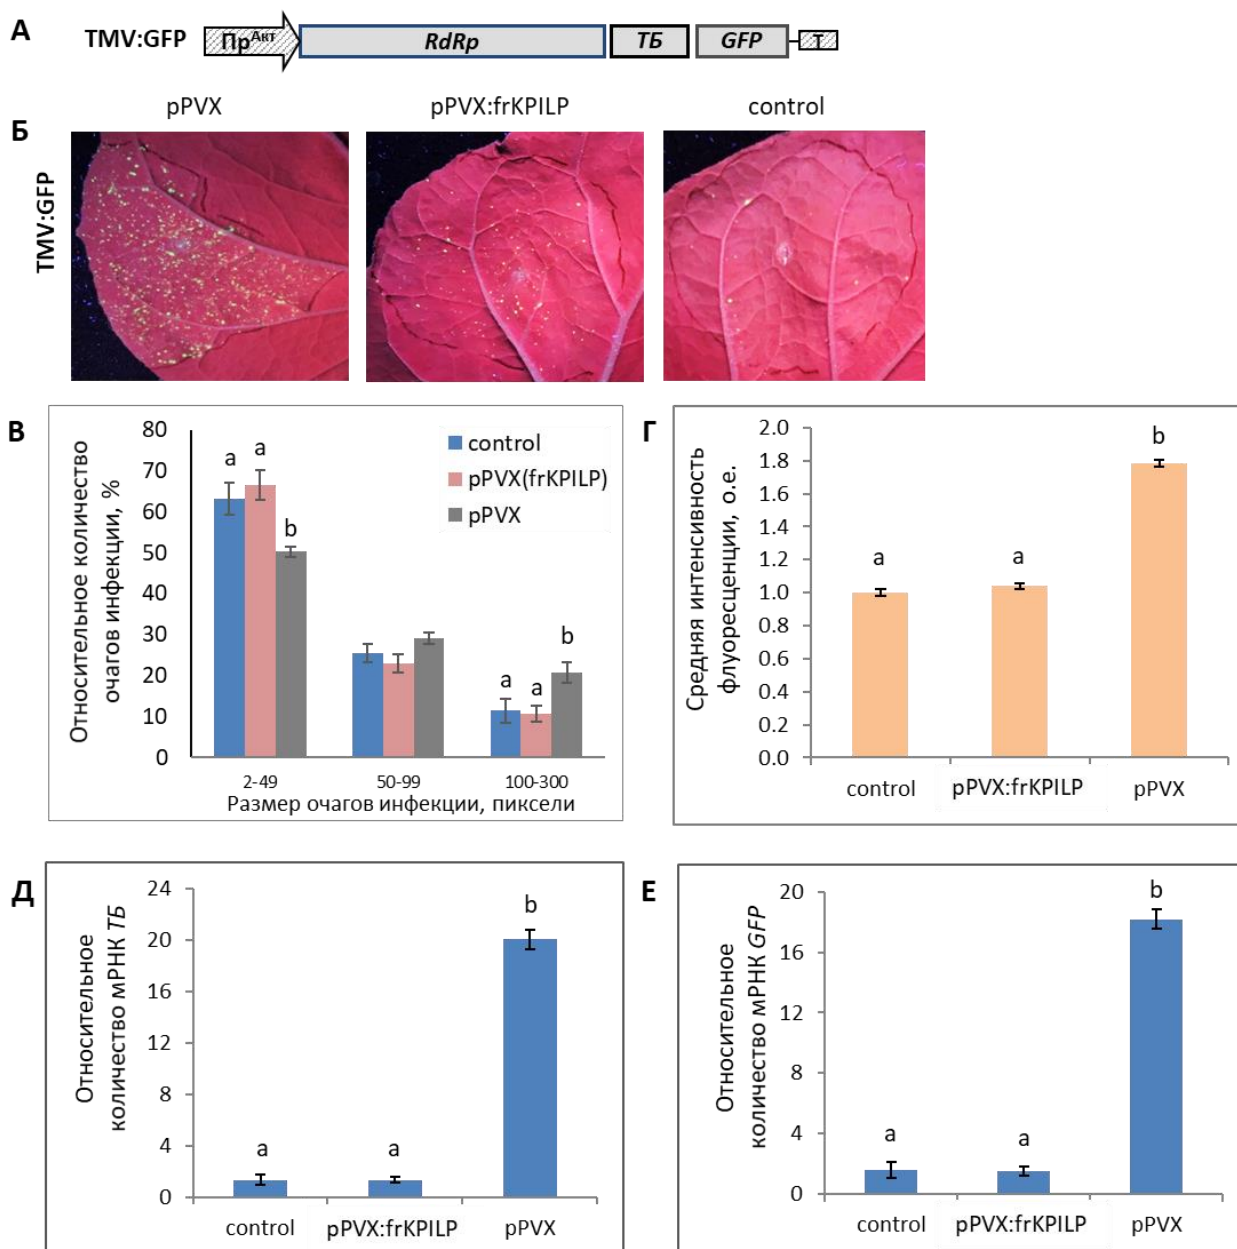 А
TMV:GFP
Пр^Акт
RdRp
ТБ
GFP
Т
pPVX
pPVX:frKPILP
control
Б
TMV:GFP
В
Относительное количество
очагов инфекции, %
80
70
60
50
40
30
20
10
0
a
a
b
a
a
b
control
pPVX(frKPILP)
pPVX
2-49
50-99
100-300
Размер очагов инфекции, пиксели
Г
Средняя интенсивность
флуоресценции, о.е.
2.0
1.8
1.6
1.4
1.2
1.0
0.8
0.6
0.4
0.2
0.0
a
a
b
control
pPVX:frKPILP
pPVX
Д
Относительное
количество мРНК ТБ
24
20
16
12
8
4
0
a
a
b
control
pPVX:frKPILP
pPVX
Е
Относительное
количество мРНК GFP
20
16
12
8
4
0
a
a
b
control
pPVX:frKPILP
pPVX